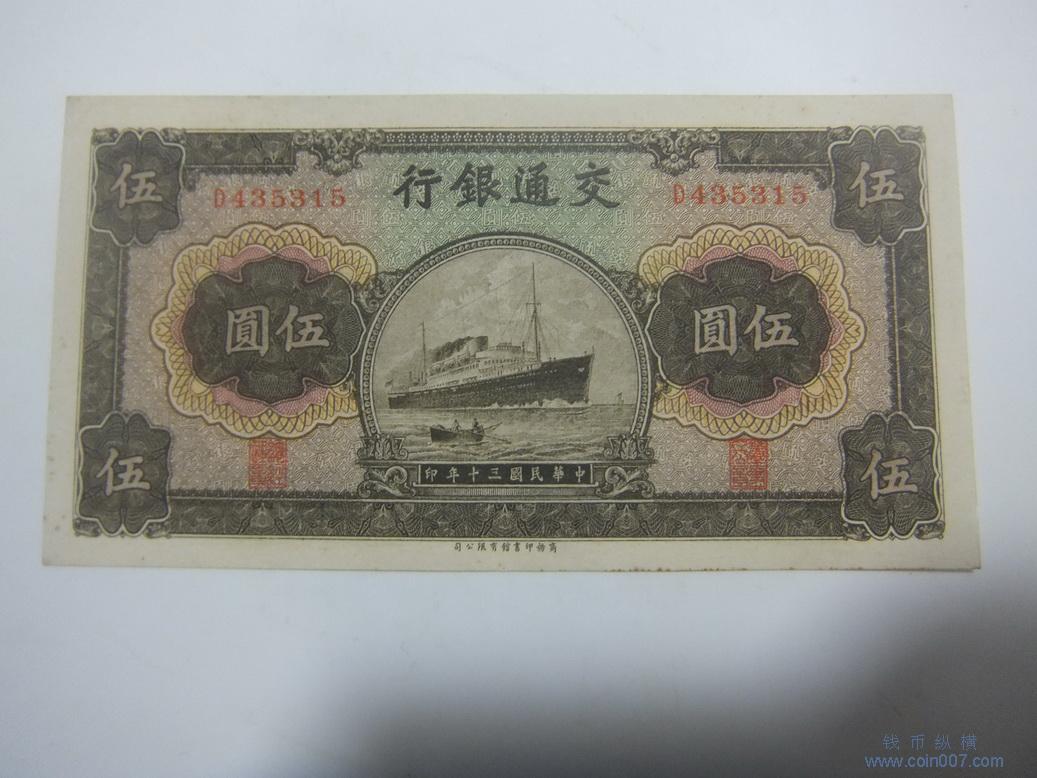 伍
伍
D435315
交通銀行
D435315
伍圓
伍圓
伍
伍
中華民國三十年印
商務印書館有限公司
钱币纵横
www.coin007.com